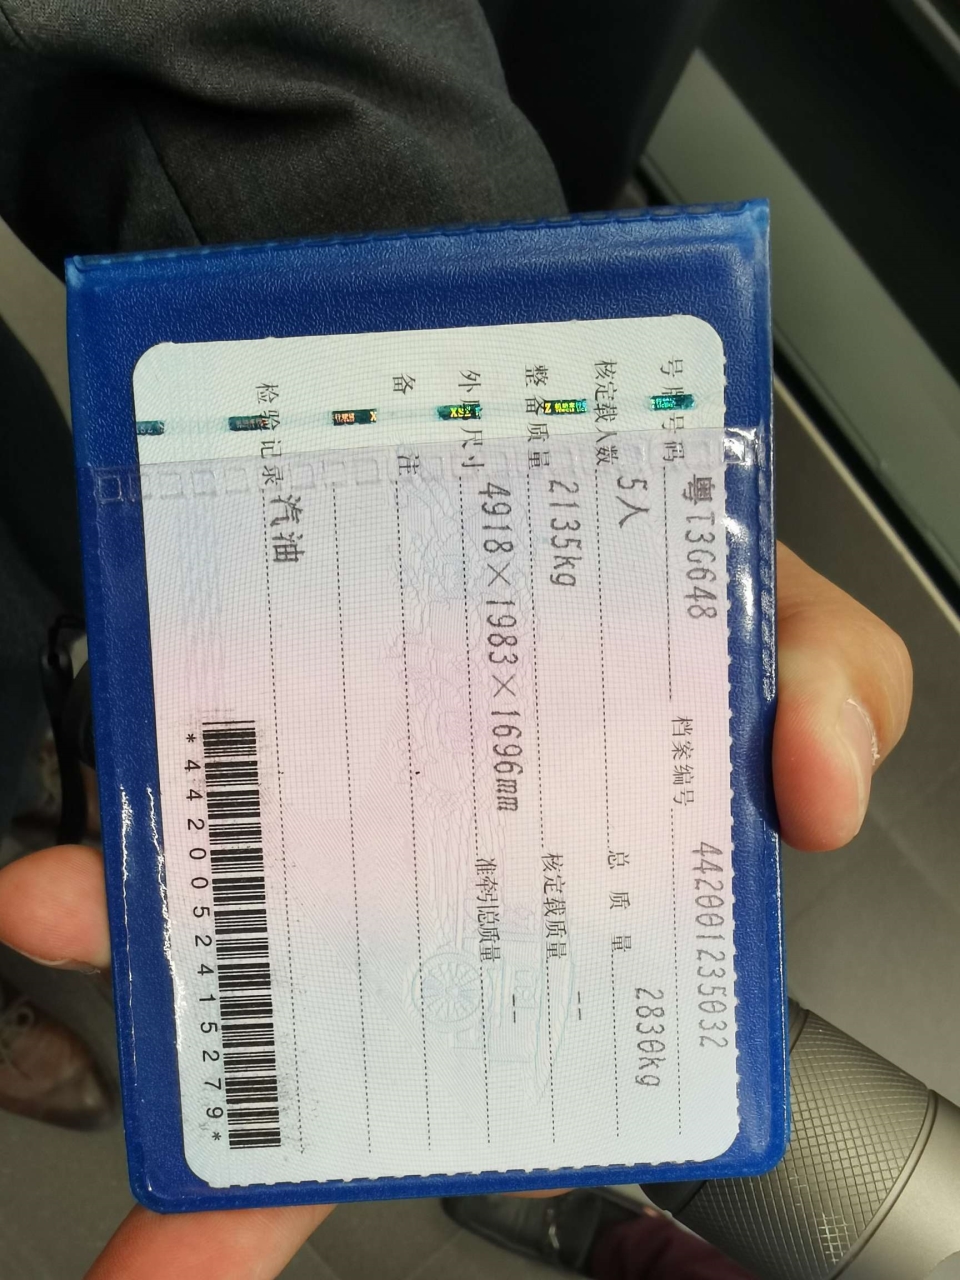 号牌号码 粤T3G648 档案编号 442001235032
核定载人数 5人 总质量 2830kg
整备质量 2135kg 核定载质量 --
外廓尺寸 4918×1983×1696mm 准牵引总质量 --
备注
检验记录 汽油
*4420052415279*